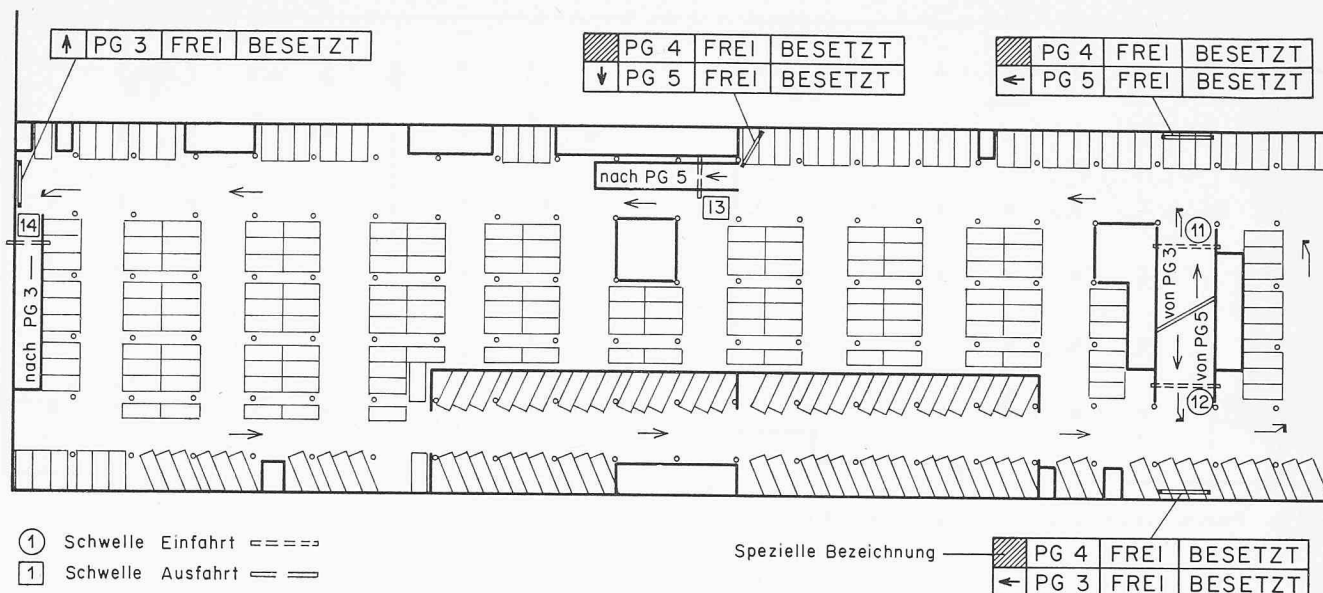 PG 3 FREI BESETZT
PG 4 FREI BESETZT
PG 5 FREI BESETZT
PG 4 FREI BESETZT
PG 5 FREI BESETZT
nach PG 5
13
14
nach PG 3
11
von PG 3
von PG 5
12
1 Schwelle Einfahrt
1 Schwelle Ausfahrt
Spezielle Bezeichnung
PG 4 FREI BESETZT
PG 3 FREI BESETZT